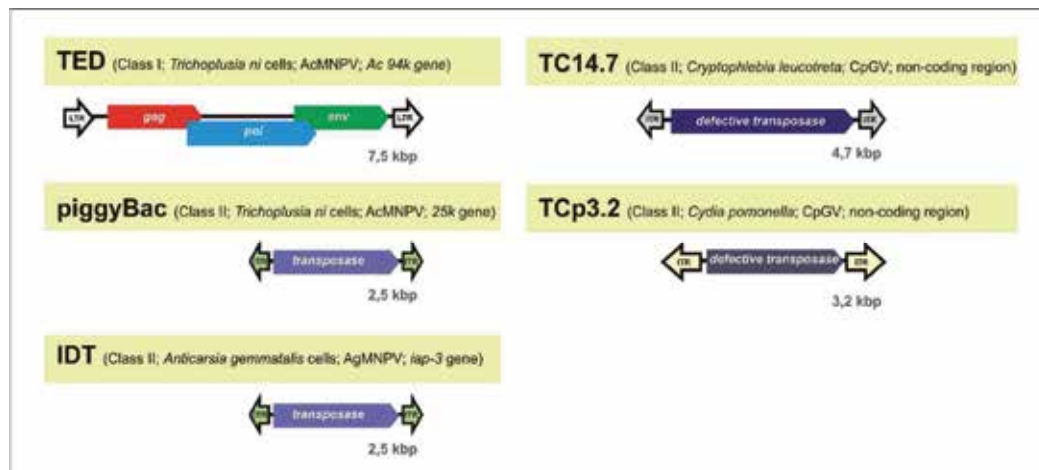 TED (Class I; Trichoplusia ni cells; AcMNPV; Ac 94k gene)
LTR gag pol env LTR
7,5 kbp
piggyBac (Class II; Trichoplusia ni cells; AcMNPV; 25k gene)
ITR transposase ITR
2,5 kbp
IDT (Class II; Anticarsia gemmatalis cells; AgMNPV; iap-3 gene)
ITR transposase ITR
2,5 kbp
TC14.7 (Class II; Cryptophlebia leucotreta; CpGV; non-coding region)
ITR defective transposase ITR
4,7 kbp
TCp3.2 (Class II; Cydia pomonella; CpGV; non-coding region)
ITR defective transposase ITR
3,2 kbp